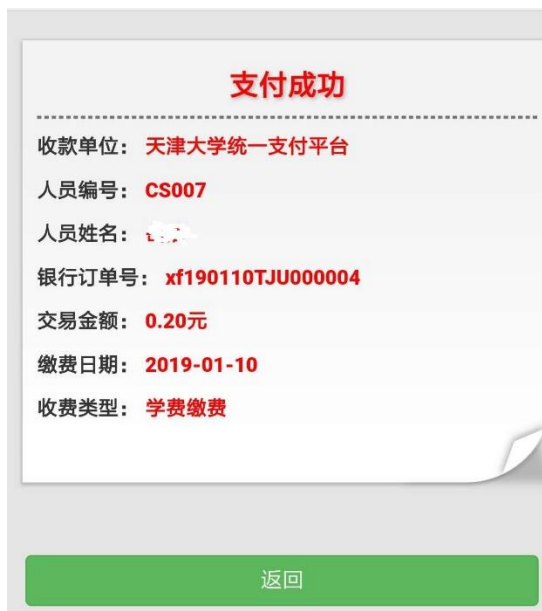 支付成功
收款单位： 天津大学统一支付平台
人员编号： CS007
人员姓名：
银行订单号： xf190110TJU000004
交易金额： 0.20元
缴费日期： 2019-01-10
收费类型： 学费缴费
返回